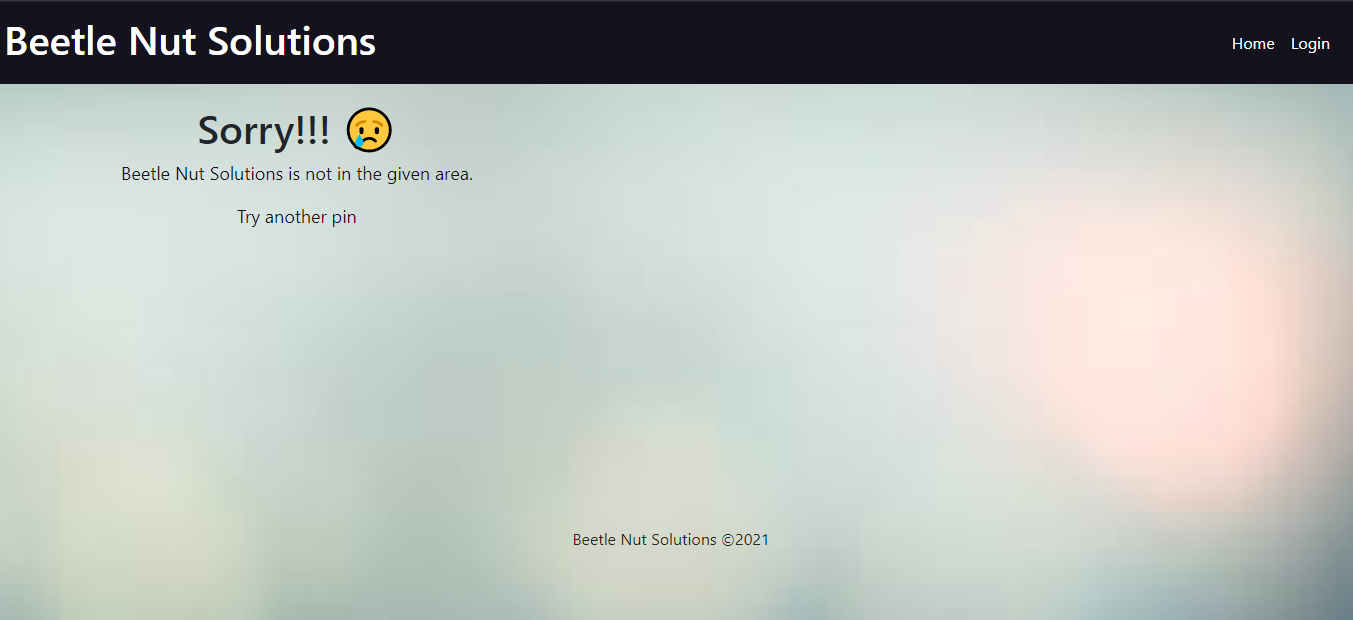 Beetle Nut Solutions
Home Login
Sorry!!! 😢
Beetle Nut Solutions is not in the given area.
Try another pin
Beetle Nut Solutions ©2021